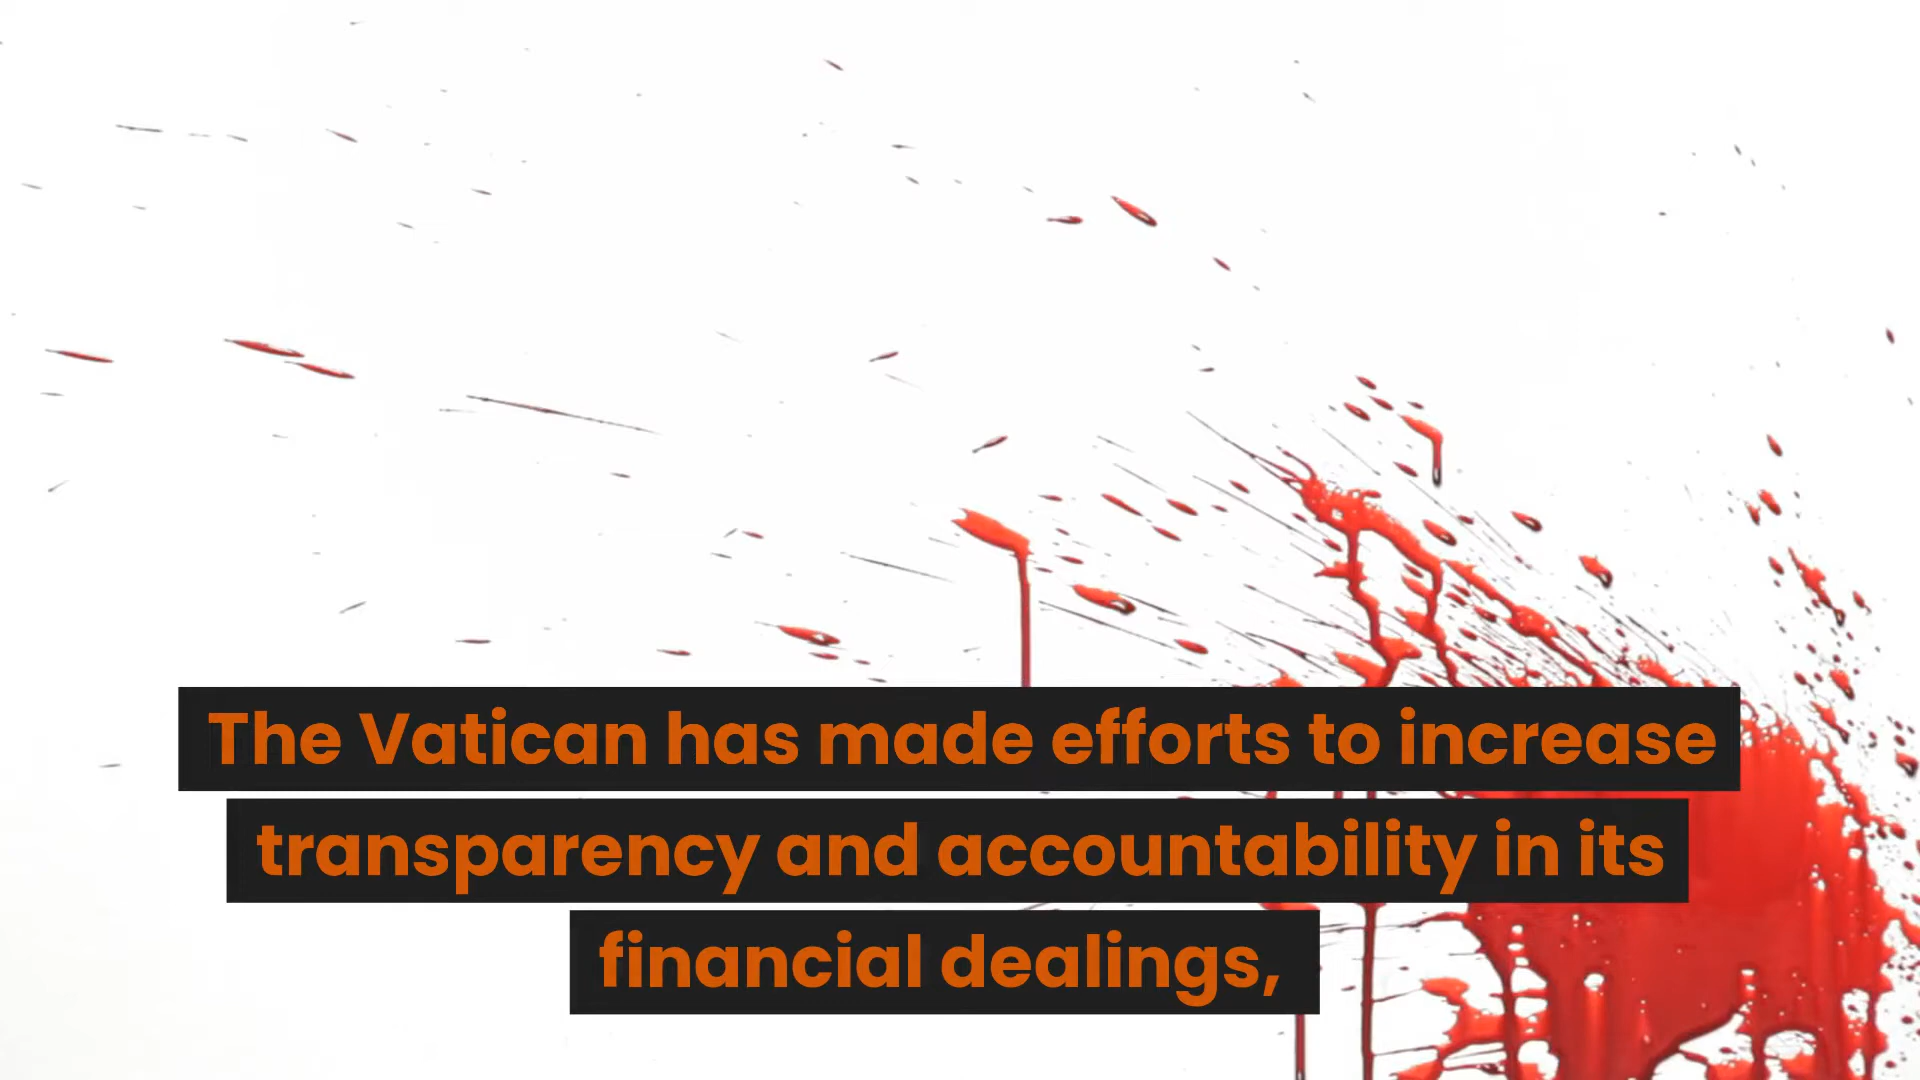 The Vatican has made efforts to increase
transparency and accountability in its
financial dealings,